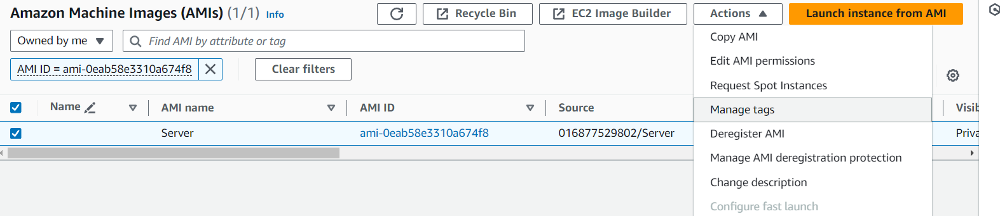 Amazon Machine Images (AMIs) (1/1) Info
Recycle Bin
EC2 Image Builder
Actions
Launch instance from AMI
Owned by me
Find AMI by attribute or tag
AMI ID = ami-0eab58e3310a674f8
Clear filters
Copy AMI
Edit AMI permissions
Request Spot Instances
Manage tags
Deregister AMI
Manage AMI deregistration protection
Change description
Configure fast launch
Name AMI name AMI ID Source Visib
Server ami-0eab58e3310a674f8 016877529802/Server Priva